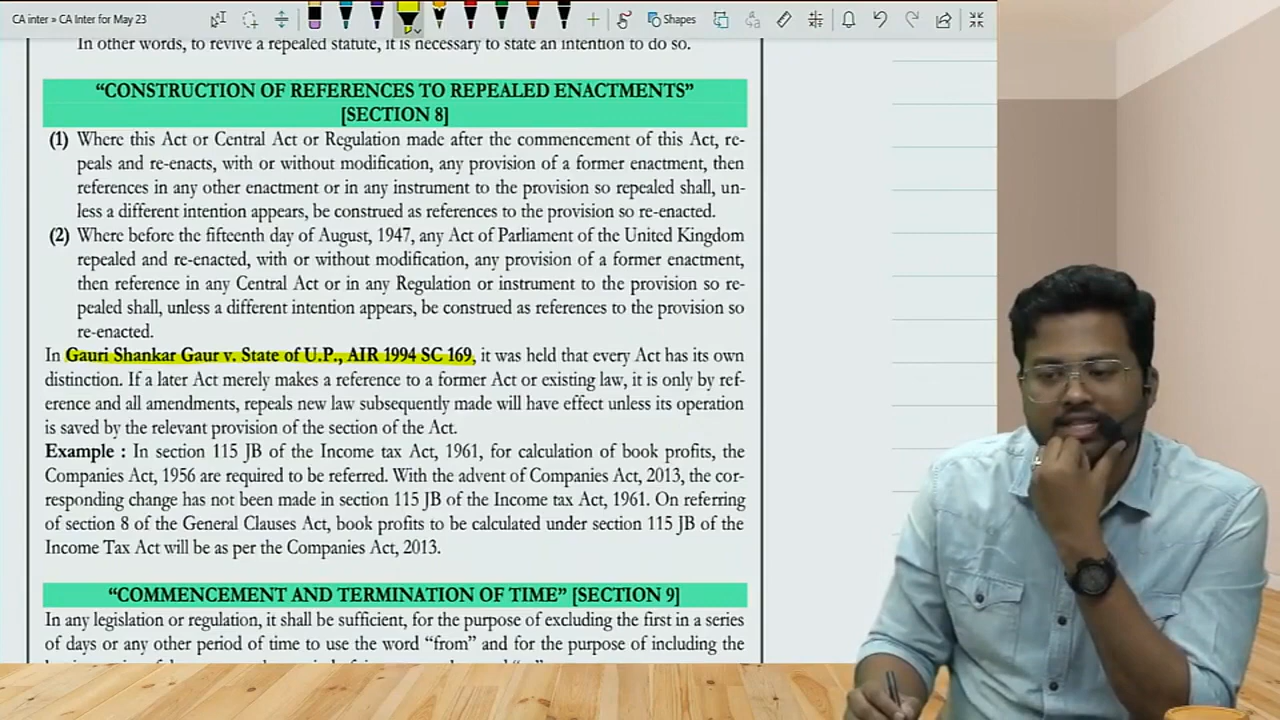 CA inter » CA Inter for May 23
Shapes
In other words, to revive a repealed statute, it is necessary to state an intention to do so.
“CONSTRUCTION OF REFERENCES TO REPEALED ENACTMENTS”
[SECTION 8]
(1) Where this Act or Central Act or Regulation made after the commencement of this Act, re-
peals and re-enacts, with or without modification, any provision of a former enactment, then
references in any other enactment or in any instrument to the provision so repealed shall, un-
less a different intention appears, be construed as references to the provision so re-enacted.
(2) Where before the fifteenth day of August, 1947, any Act of Parliament of the United Kingdom
repealed and re-enacted, with or without modification, any provision of a former enactment,
then reference in any Central Act or in any Regulation or instrument to the provision so re-
pealed shall, unless a different intention appears, be construed as references to the provision so
re-enacted.
In Gauri Shankar Gaur v. State of U.P., AIR 1994 SC 169, it was held that every Act has its own
distinction. If a later Act merely makes a reference to a former Act or existing law, it is only by ref-
erence and all amendments, repeals new law subsequently made will have effect unless its operation
is saved by the relevant provision of the section of the Act.
Example : In section 115 JB of the Income tax Act, 1961, for calculation of book profits, the
Companies Act, 1956 are required to be referred. With the advent of Companies Act, 2013, the cor-
responding change has not been made in section 115 JB of the Income tax Act, 1961. On referring
of section 8 of the General Clauses Act, book profits to be calculated under section 115 JB of the
Income Tax Act will be as per the Companies Act, 2013.
“COMMENCEMENT AND TERMINATION OF TIME” [SECTION 9]
In any legislation or regulation, it shall be sufficient, for the purpose of excluding the first in a series
of days or any other period of time to use the word “from” and for the purpose of including the